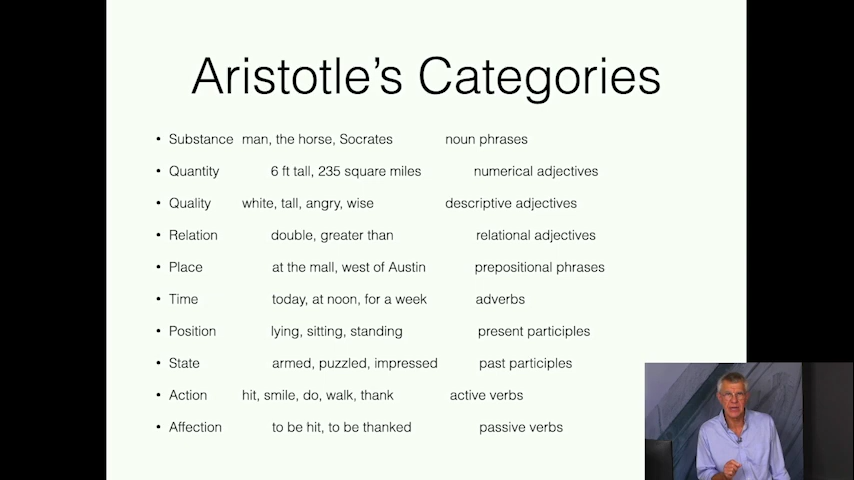 Aristotle's Categories
• Substance man, the horse, Socrates noun phrases
• Quantity 6 ft tall, 235 square miles numerical adjectives
• Quality white, tall, angry, wise descriptive adjectives
• Relation double, greater than relational adjectives
• Place at the mall, west of Austin prepositional phrases
• Time today, at noon, for a week adverbs
• Position lying, sitting, standing present participles
• State armed, puzzled, impressed past participles
• Action hit, smile, do, walk, thank active verbs
• Affection to be hit, to be thanked passive verbs